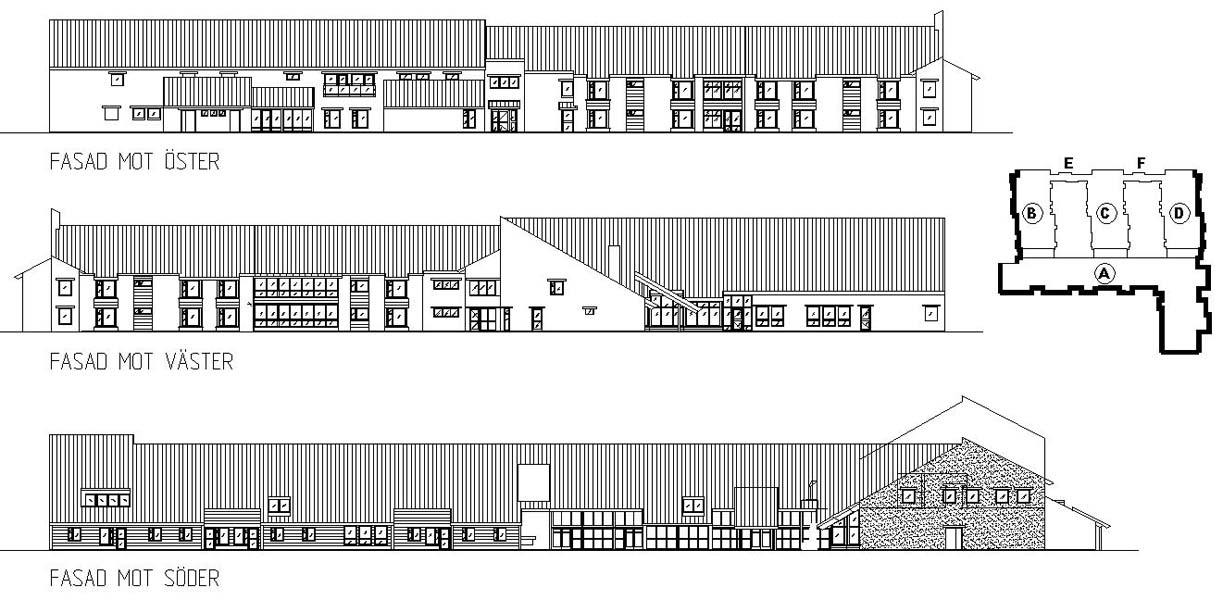 FASAD MOT ÖSTER
E F
B C D
A
FASAD MOT VÄSTER
FASAD MOT SÖDER